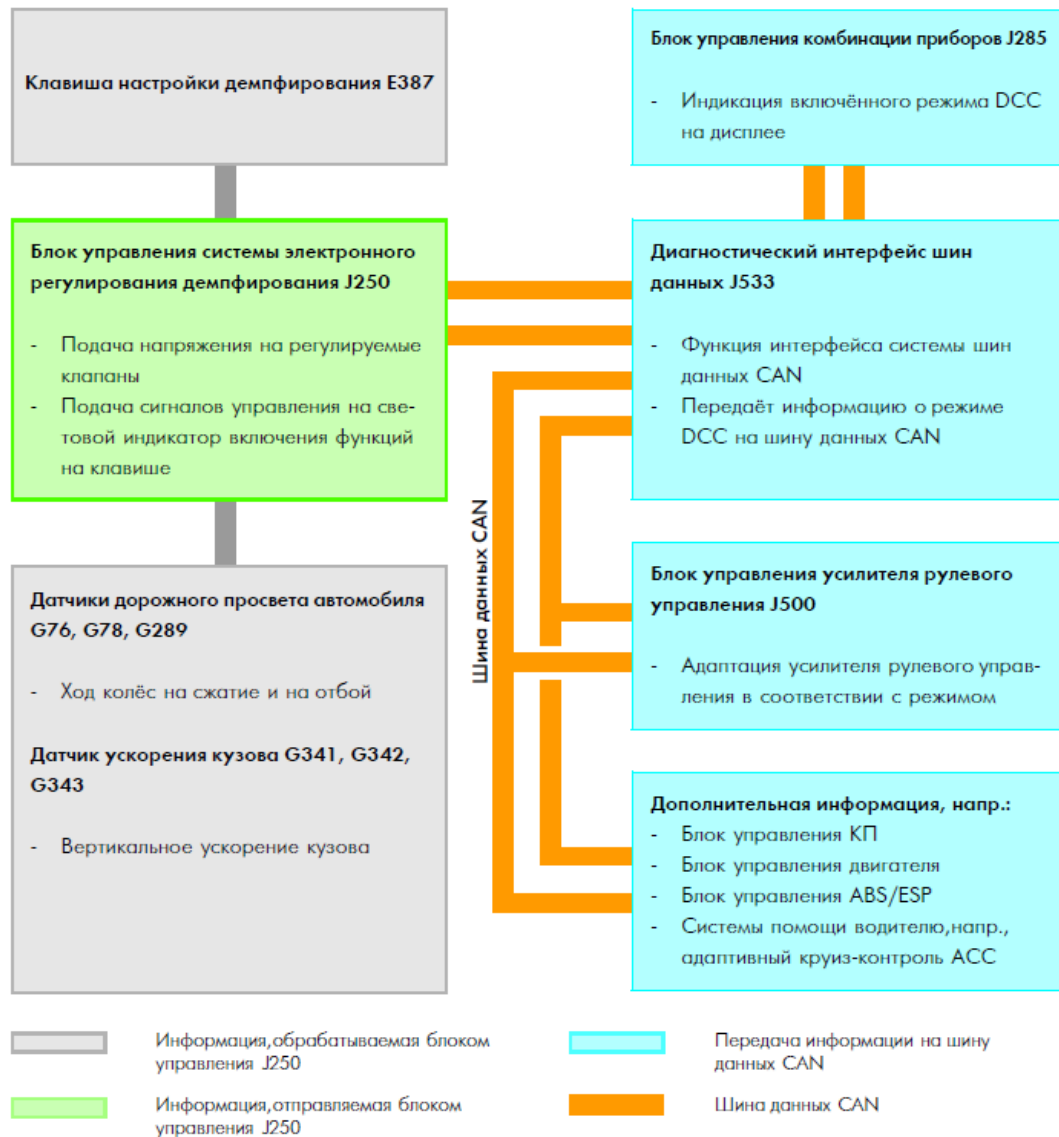 Клавиша настройки демпфирования E387
Блок управления системы электронного
регулирования демпфирования J250
- Подача напряжения на регулируемые
клапаны
- Подача сигналов управления на све-
товой индикатор включения функций
на клавише
Датчики дорожного просвета автомобиля
G76, G78, G289
- Ход колёс на сжатие и на отбой
Датчик ускорения кузова G341, G342,
G343
- Вертикальное ускорение кузова
Шина данных CAN
Блок управления комбинации приборов J285
- Индикация включённого режима DCC
на дисплее
Диагностический интерфейс шин
данных J533
- Функция интерфейса системы шин
данных CAN
- Передаёт информацию о режиме
DCC на шину данных CAN
Блок управления усилителя рулевого
управления J500
- Адаптация усилителя рулевого управ-
ления в соответствии с режимом
Дополнительная информация, напр.:
- Блок управления КП
- Блок управления двигателя
- Блок управления ABS/ESP
- Системы помощи водителю,напр.,
адаптивный круиз-контроль ACC
Информация,обрабатываемая блоком
управления J250
Информация,отправляемая блоком
управления J250
Передача информации на шину
данных CAN
Шина данных CAN